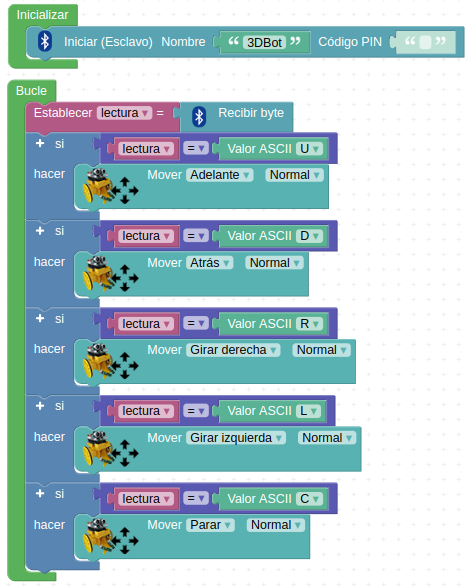 Inicializar
Iniciar (Esclavo) Nombre “ 3DBot ” Código PIN “ ”
Bucle
Establecer lectura = Recibir byte
+ si lectura = Valor ASCII U
hacer Mover Adelante Normal
+ si lectura = Valor ASCII D
hacer Mover Atrás Normal
+ si lectura = Valor ASCII R
hacer Mover Girar derecha Normal
+ si lectura = Valor ASCII L
hacer Mover Girar izquierda Normal
+ si lectura = Valor ASCII C
hacer Mover Parar Normal